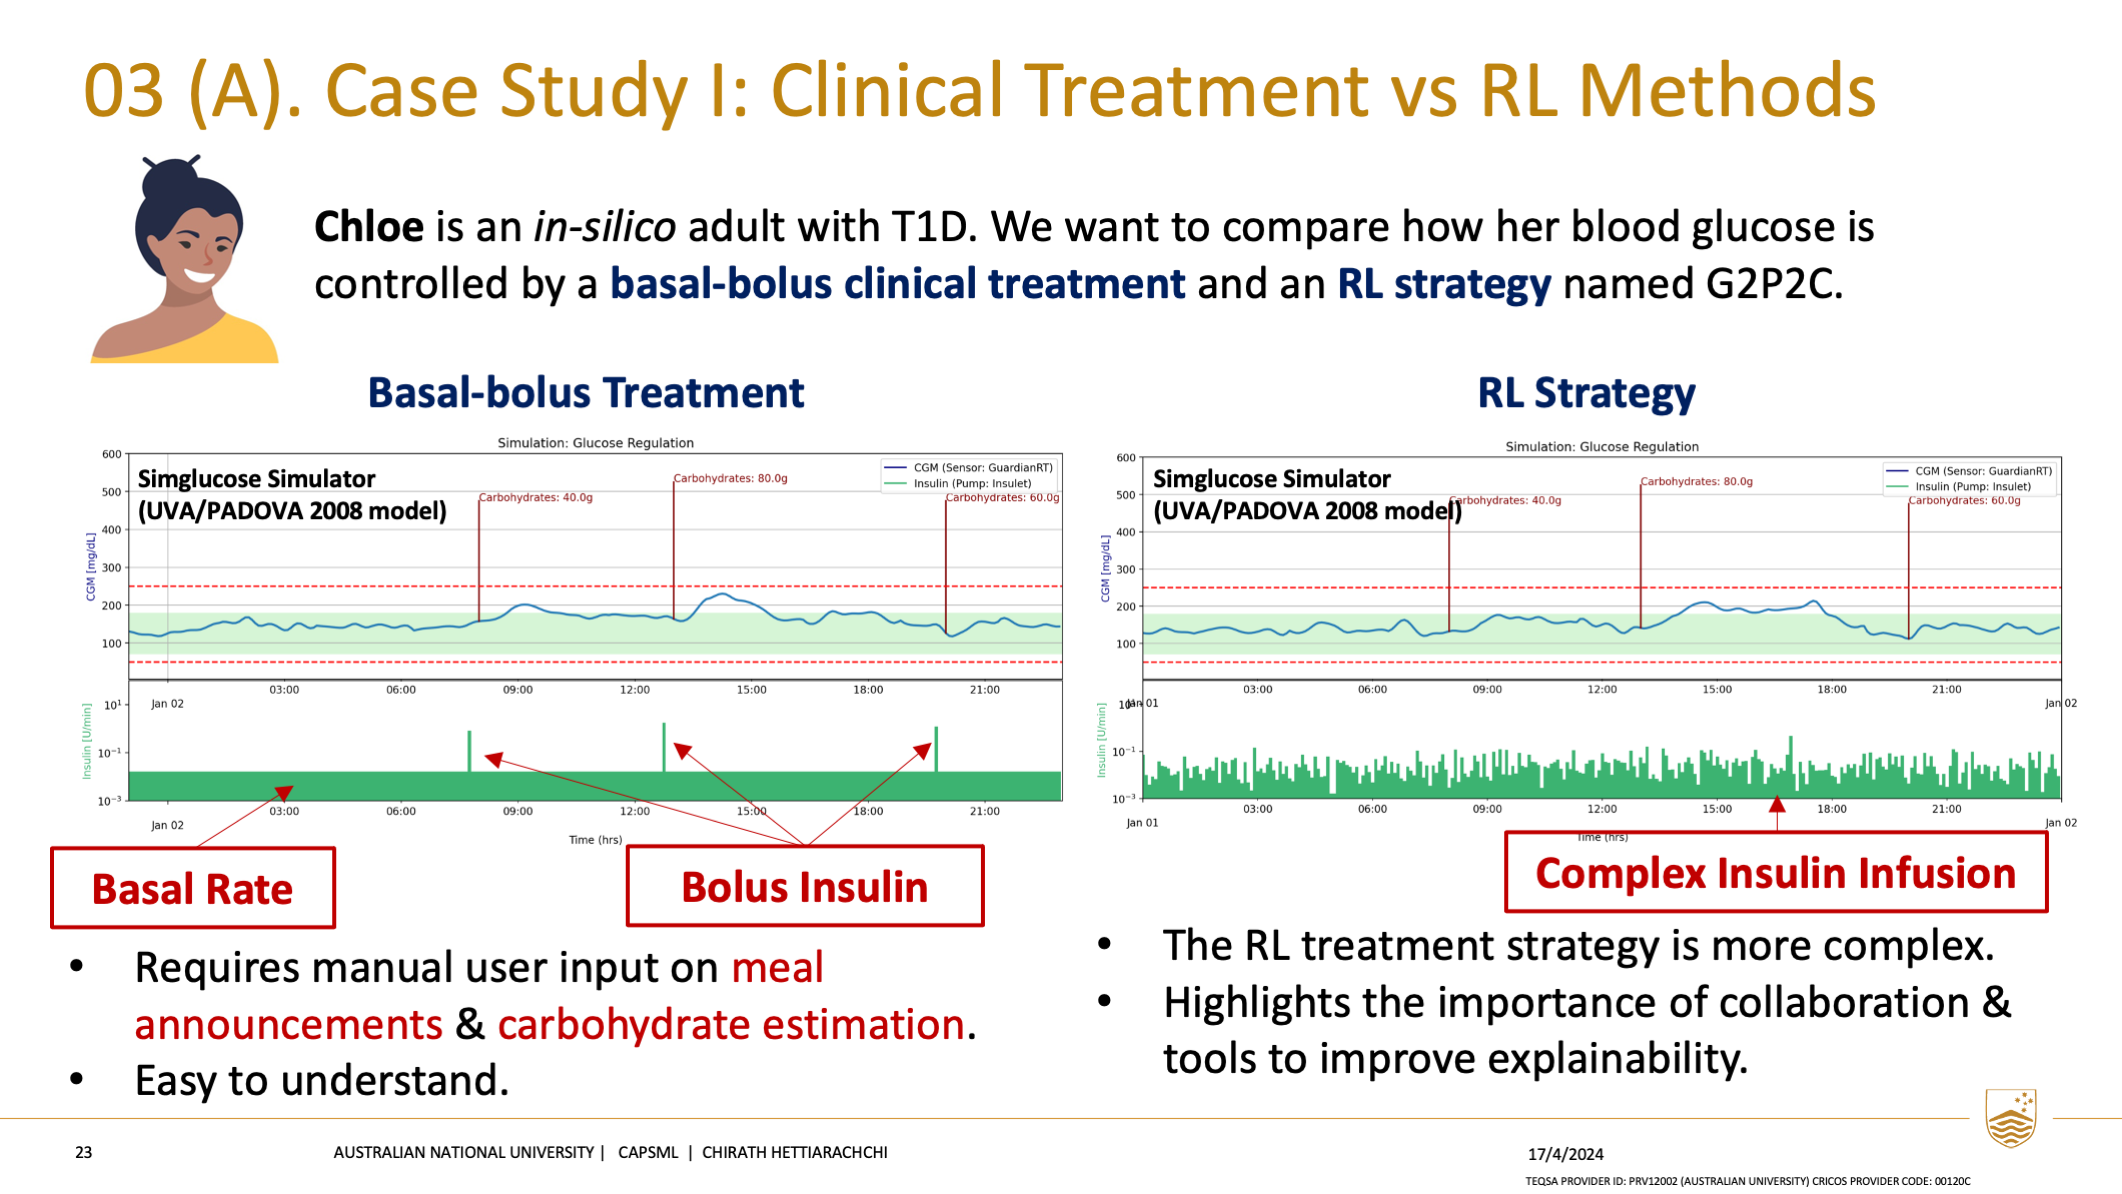 03 (A). Case Study I: Clinical Treatment vs RL Methods
Chloe is an in-silico adult with T1D. We want to compare how her blood glucose is
controlled by a basal-bolus clinical treatment and an RL strategy named G2P2C.
Basal-bolus Treatment
Simulation: Glucose Regulation
Simglucose Simulator
(UVA/PADOVA 2008 model)
CGM (Sensor: GuardianRT)
Insulin (Pump: Insulet)
Carbohydrates: 40.0g
Carbohydrates: 80.0g
Carbohydrates: 60.0g
CGM [mg/dL]
600
500
400
300
200
100
03:00 06:00 09:00 12:00 15:00 18:00 21:00
Jan 02
Insulin [U/min]
10¹
10⁻¹
10⁻³
03:00 06:00 09:00 12:00 15:00 18:00 21:00
Jan 02
Time (hrs)
Basal Rate
Bolus Insulin
• Requires manual user input on meal
announcements & carbohydrate estimation.
• Easy to understand.
RL Strategy
Simulation: Glucose Regulation
Simglucose Simulator
(UVA/PADOVA 2008 model)
CGM (Sensor: GuardianRT)
Insulin (Pump: Insulet)
Carbohydrates: 40.0g
Carbohydrates: 80.0g
Carbohydrates: 60.0g
CGM [mg/dL]
600
500
400
300
200
100
03:00 06:00 09:00 12:00 15:00 18:00 21:00
Jan 01 Jan 02
Insulin [U/min]
10¹
10⁻¹
10⁻³
03:00 06:00 09:00 12:00 15:00 18:00 21:00
Jan 01 Jan 02
Time (hrs)
Complex Insulin Infusion
• The RL treatment strategy is more complex.
• Highlights the importance of collaboration &
tools to improve explainability.
23
AUSTRALIAN NATIONAL UNIVERSITY | CAPSML | CHIRATH HETTIARACHCHI
17/4/2024
TEQSA PROVIDER ID: PRV12002 (AUSTRALIAN UNIVERSITY) CRICOS PROVIDER CODE: 00120C